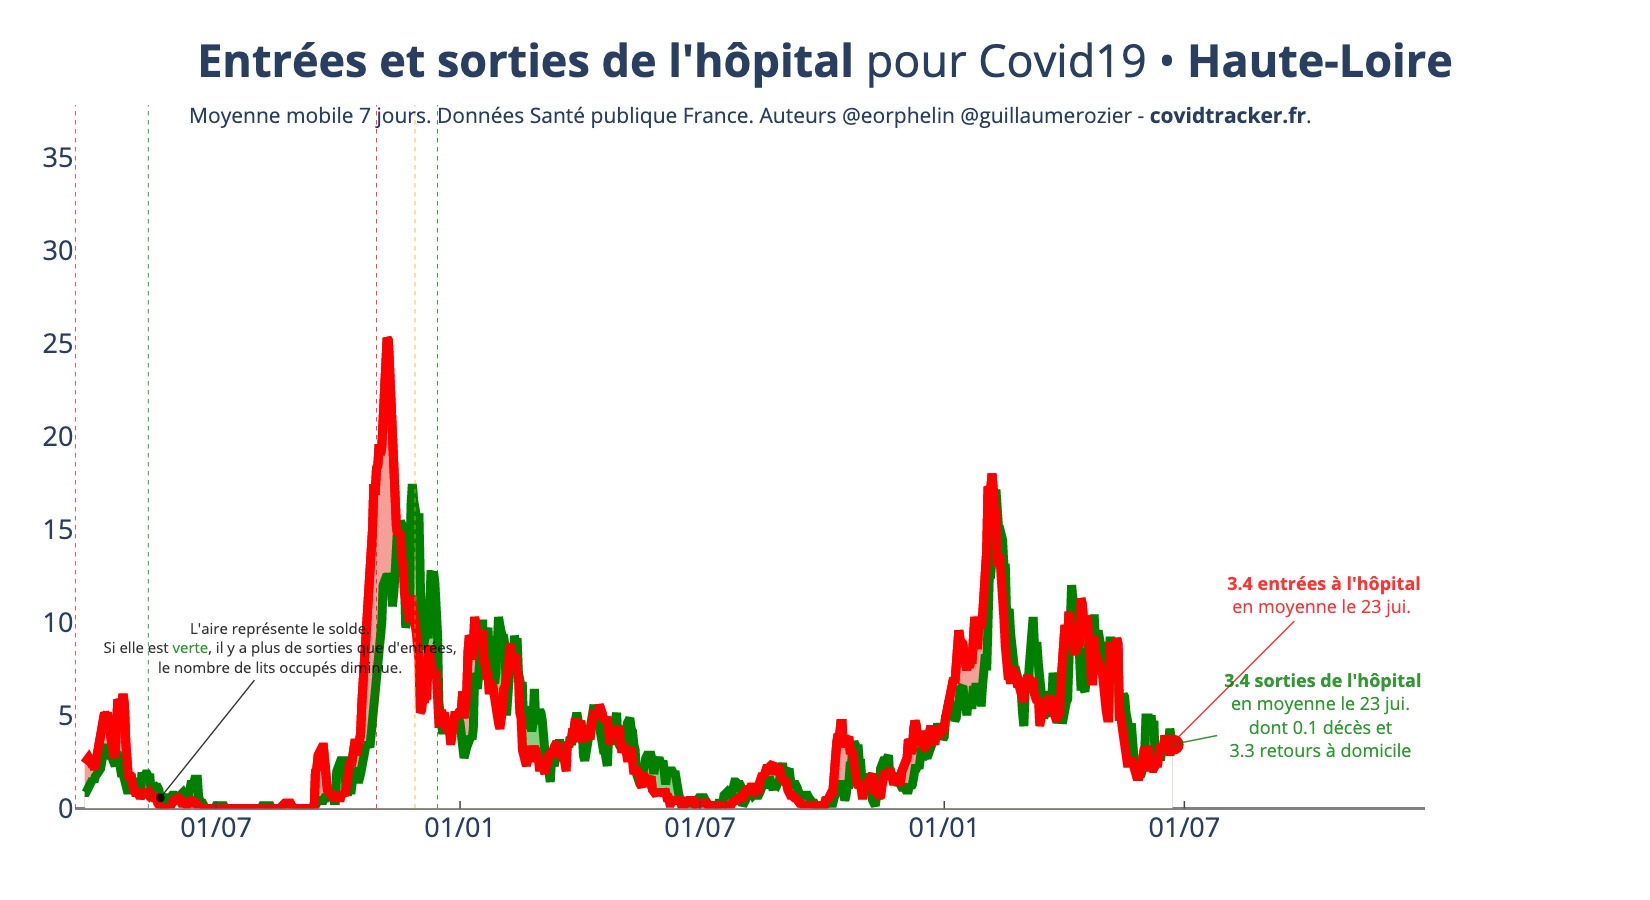 Entrées et sorties de l'hôpital pour Covid19 • Haute-Loire
Moyenne mobile 7 jours. Données Santé publique France. Auteurs @eorphelin @guillaumerozier - covidtracker.fr.
35
30
25
20
15
10
5
0
L'aire représente le solde.
Si elle est verte, il y a plus de sorties que d'entrées,
le nombre de lits occupés diminue.
3.4 entrées à l'hôpital
en moyenne le 23 jui.
3.4 sorties de l'hôpital
en moyenne le 23 jui.
dont 0.1 décès et
3.3 retours à domicile
01/07
01/01
01/07
01/01
01/07